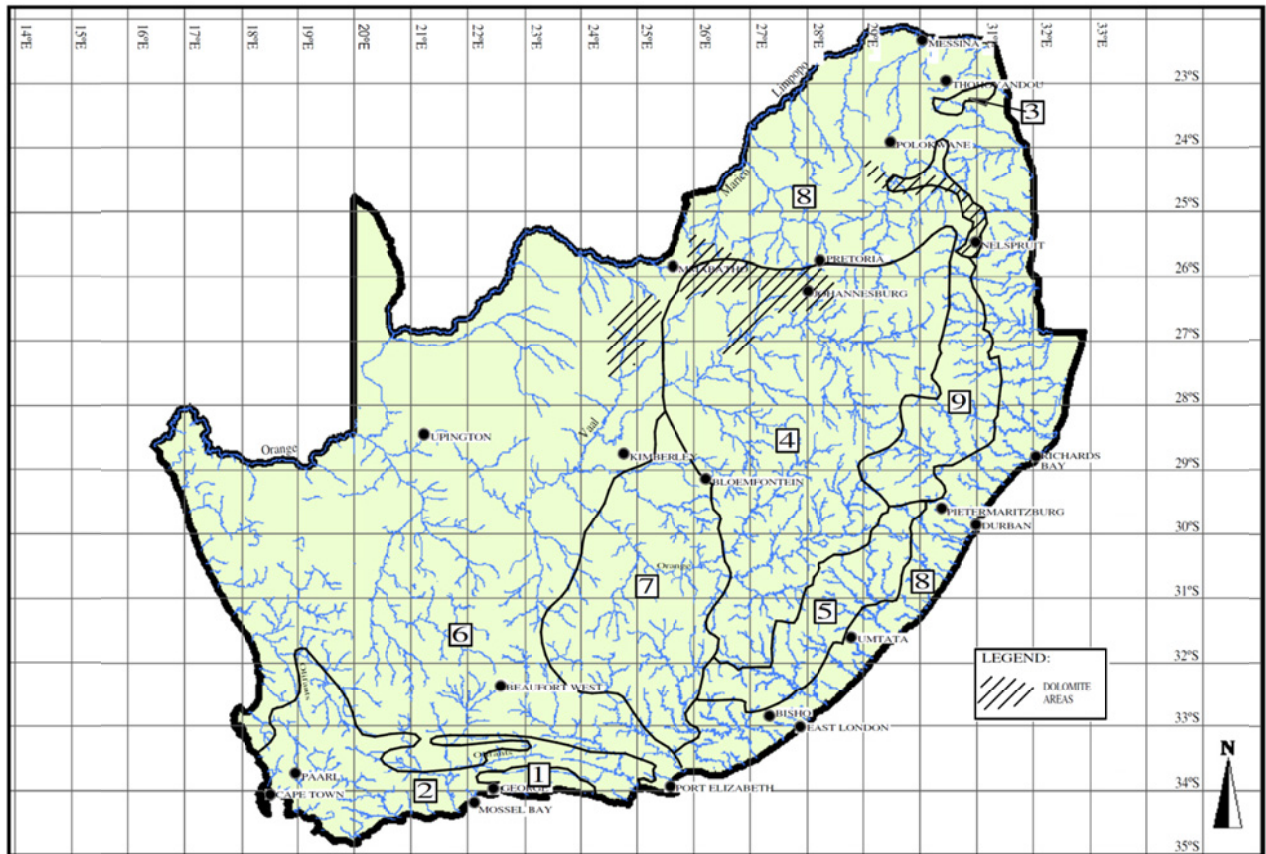 14°E
15°E
16°E
17°E
18°E
19°E
20°E
21°E
22°E
23°E
24°E
25°E
26°E
27°E
28°E
29°E
31°E
32°E
33°E
MESSINA
23°S
THOHOYANDOU
Limpopo
3
24°S
POLOKWANE
Marico
8
25°S
NELSPRUIT
PRETORIA
MMABATHO
26°S
JOHANNESBURG
27°S
28°S
9
Vaal
UPINGTON
4
Orange
KIMBERLEY
RICHARDS
BAY
29°S
BLOEMFONTEIN
PIETERMARITZBURG
DURBAN
30°S
Orange
7
8
31°S
5
6
UMTATA
32°S
LEGEND:
DOLOMITE
AREAS
Olifants
BEAUFORT WEST
BISHO
33°S
EAST LONDON
Olifants
N
PAARL
1
2
GEORGE
PORT ELIZABETH
34°S
CAPE TOWN
MOSSEL BAY
35°S